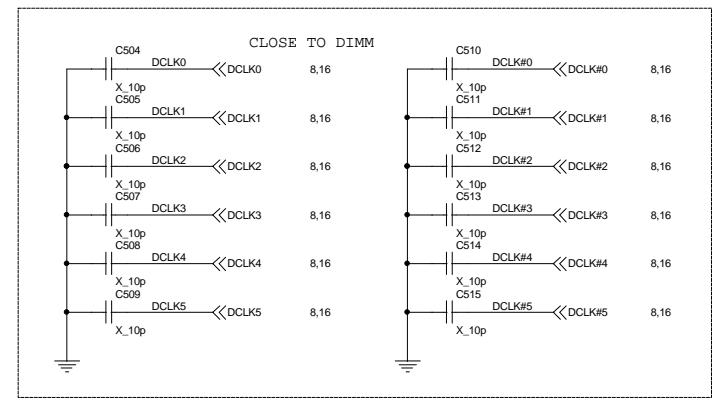 CLOSE TO DIMM
C504
DCLK0 DCLK0 8,16
X_10p
C505
DCLK1 DCLK1 8,16
X_10p
C506
DCLK2 DCLK2 8,16
X_10p
C507
DCLK3 DCLK3 8,16
X_10p
C508
DCLK4 DCLK4 8,16
X_10p
C509
DCLK5 DCLK5 8,16
X_10p
C510
DCLK#0 DCLK#0 8,16
X_10p
C511
DCLK#1 DCLK#1 8,16
X_10p
C512
DCLK#2 DCLK#2 8,16
X_10p
C513
DCLK#3 DCLK#3 8,16
X_10p
C514
DCLK#4 DCLK#4 8,16
X_10p
C515
DCLK#5 DCLK#5 8,16
X_10p